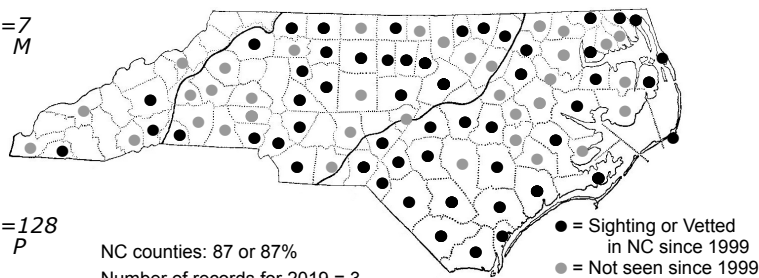 =7
M
=128
P
NC counties: 87 or 87%
Number of records for 2019 = 3
● = Sighting or Vetted
in NC since 1999
● = Not seen since 1999